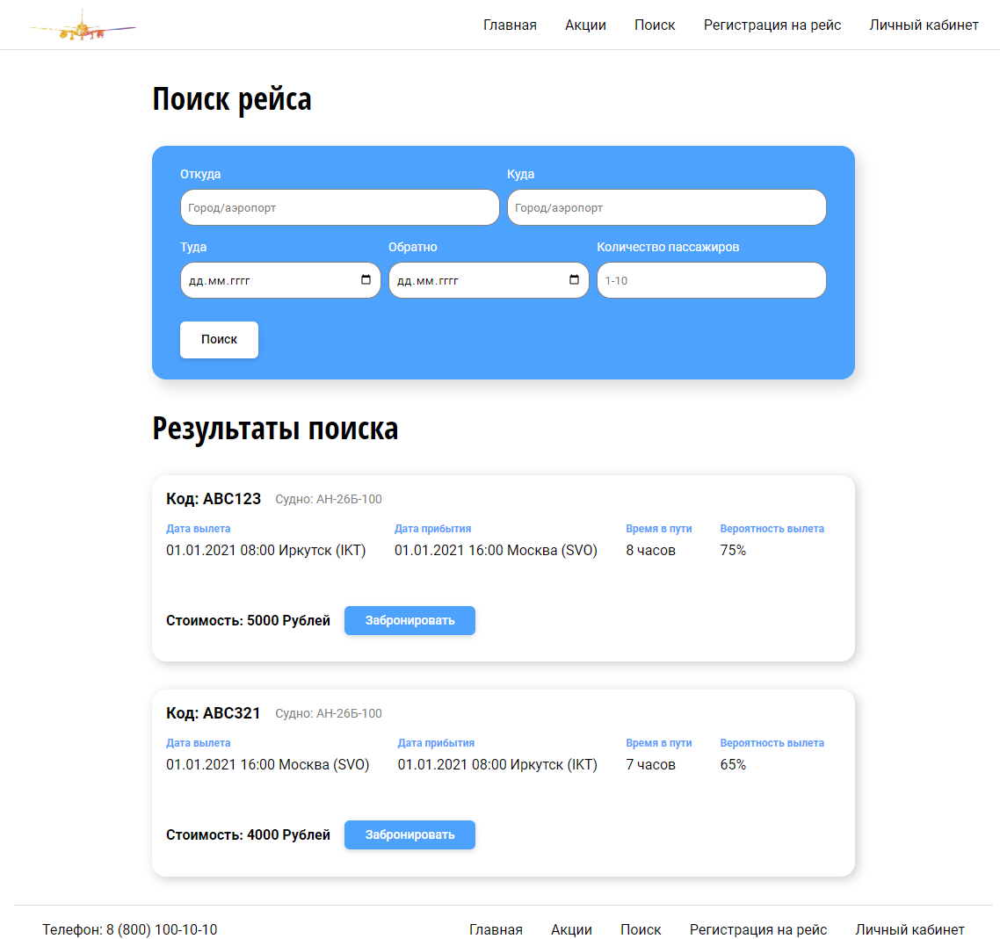 Главная Акции Поиск Регистрация на рейс Личный кабинет
Поиск рейса
Откуда Куда
Город/аэропорт Город/аэропорт
Туда Обратно Количество пассажиров
дд.мм.гггг дд.мм.гггг 1-10
Поиск
Результаты поиска
Код: ABC123 Судно: АН-26Б-100
Дата вылета Дата прибытия Время в пути Вероятность вылета
01.01.2021 08:00 Иркутск (IKT) 01.01.2021 16:00 Москва (SVO) 8 часов 75%
Стоимость: 5000 Рублей Забронировать
Код: ABC321 Судно: АН-26Б-100
Дата вылета Дата прибытия Время в пути Вероятность вылета
01.01.2021 16:00 Москва (SVO) 01.01.2021 08:00 Иркутск (IKT) 7 часов 65%
Стоимость: 4000 Рублей Забронировать
Телефон: 8 (800) 100-10-10 Главная Акции Поиск Регистрация на рейс Личный кабинет